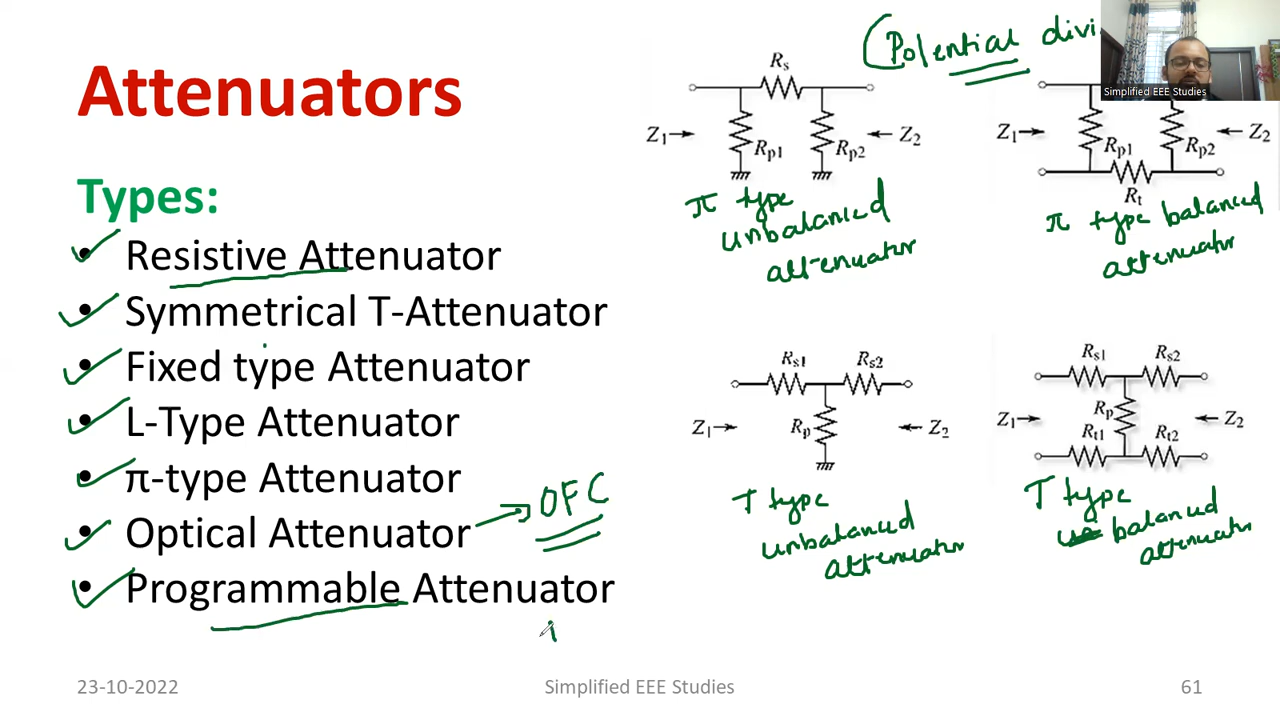 Attenuators
Types:
• Resistive Attenuator
• Symmetrical T-Attenuator
• Fixed type Attenuator
• L-Type Attenuator
• π-type Attenuator
• Optical Attenuator → OFC
• Programmable Attenuator
(Potential divi
Simplified EEE Studies
Rs
Z1
Rp1
Rp2
Z2
π type
unbalanced
attenuator
Z1
Rp1
Rp2
Z2
Rt
π type balanced
attenuator
Rs1
Rs2
Z1
Rp
Z2
T type
unbalanced
attenuator
Rs1
Rs2
Z1
Rp
Z2
Rt1
Rt2
T type
balanced
attenuator
23-10-2022
Simplified EEE Studies
61